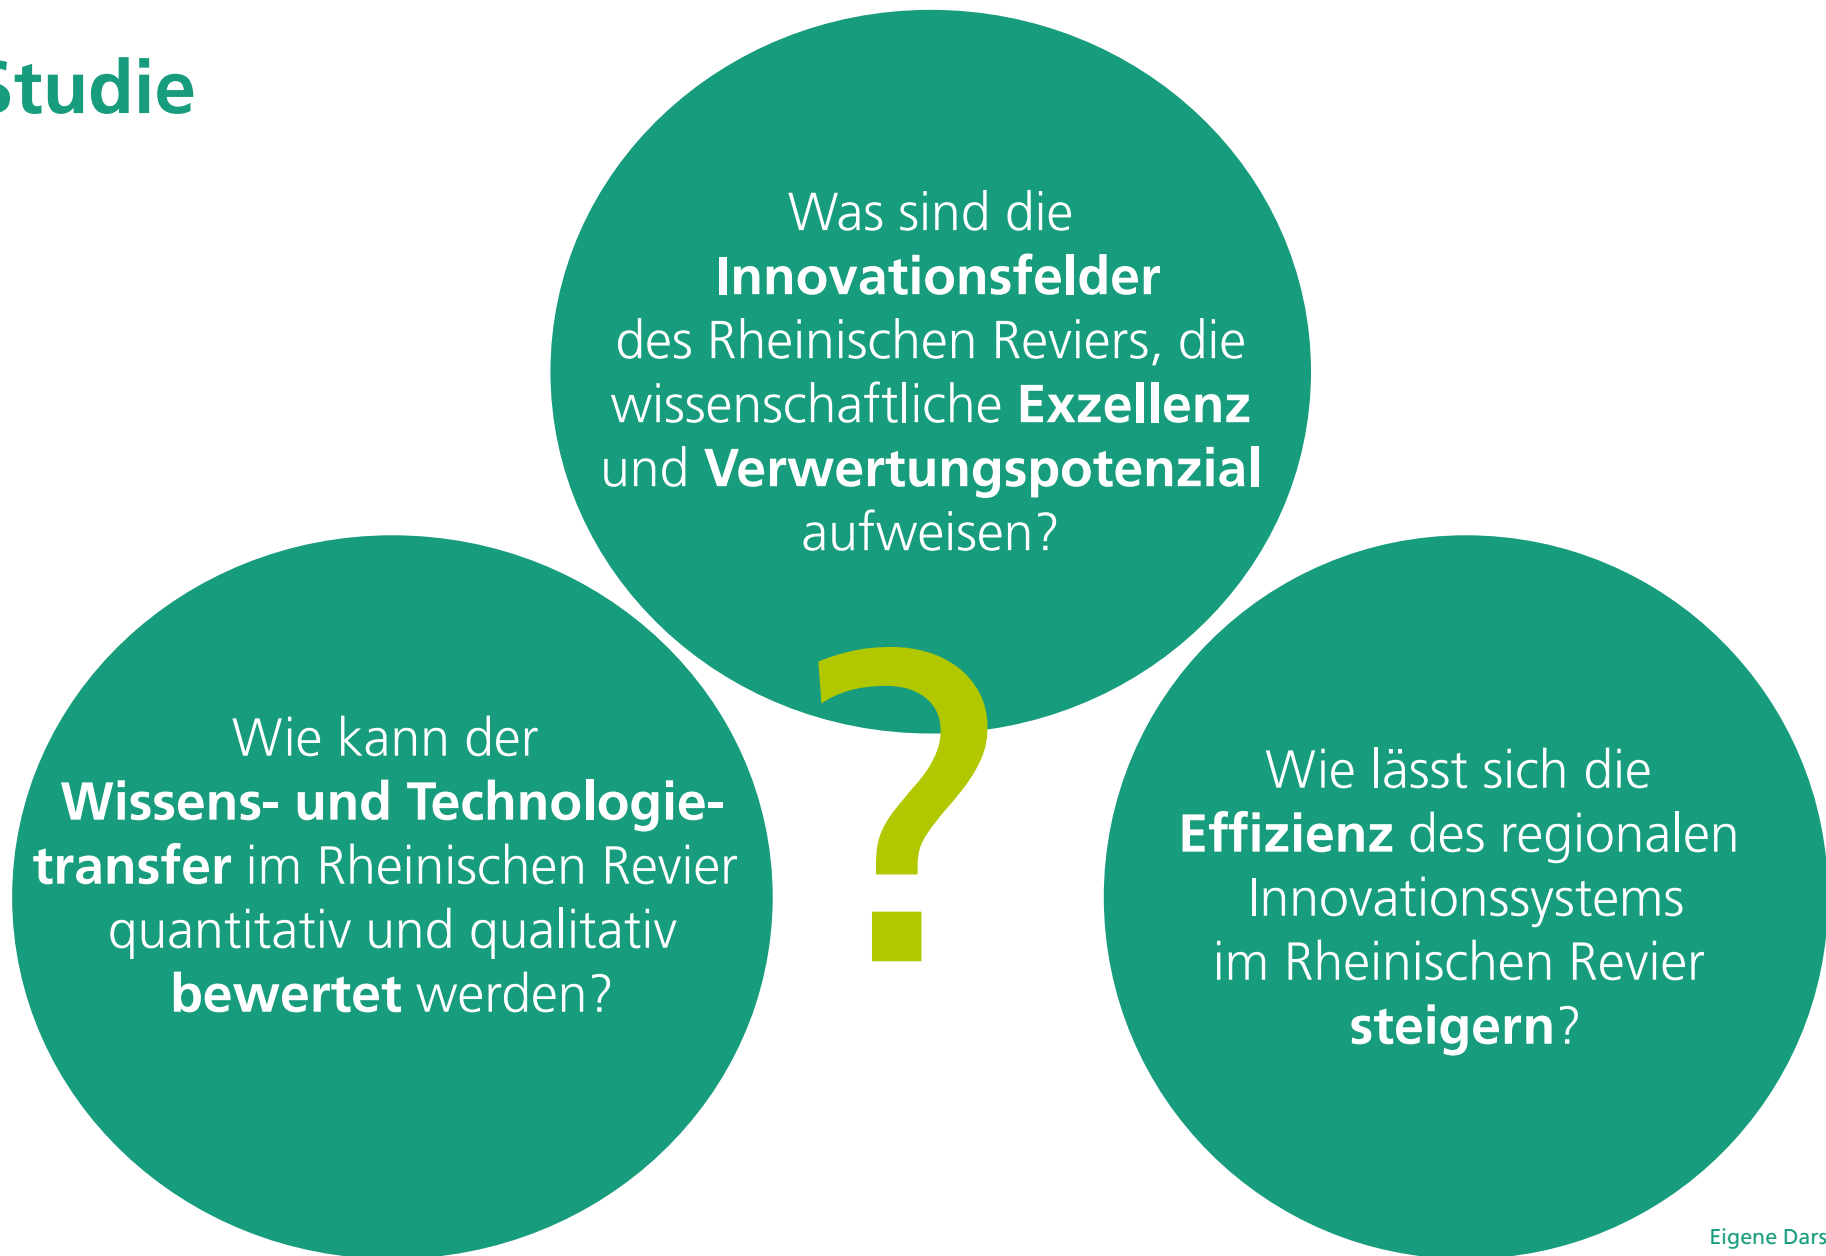 Studie
Was sind die
Innovationsfelder
des Rheinischen Reviers, die
wissenschaftliche Exzellenz
und Verwertungspotenzial
aufweisen?
?
Wie kann der
Wissens- und Technologie-
transfer im Rheinischen Revier
quantitativ und qualitativ
bewertet werden?
Wie lässt sich die
Effizienz des regionalen
Innovationssystems
im Rheinischen Revier
steigern?
Eigene Dars